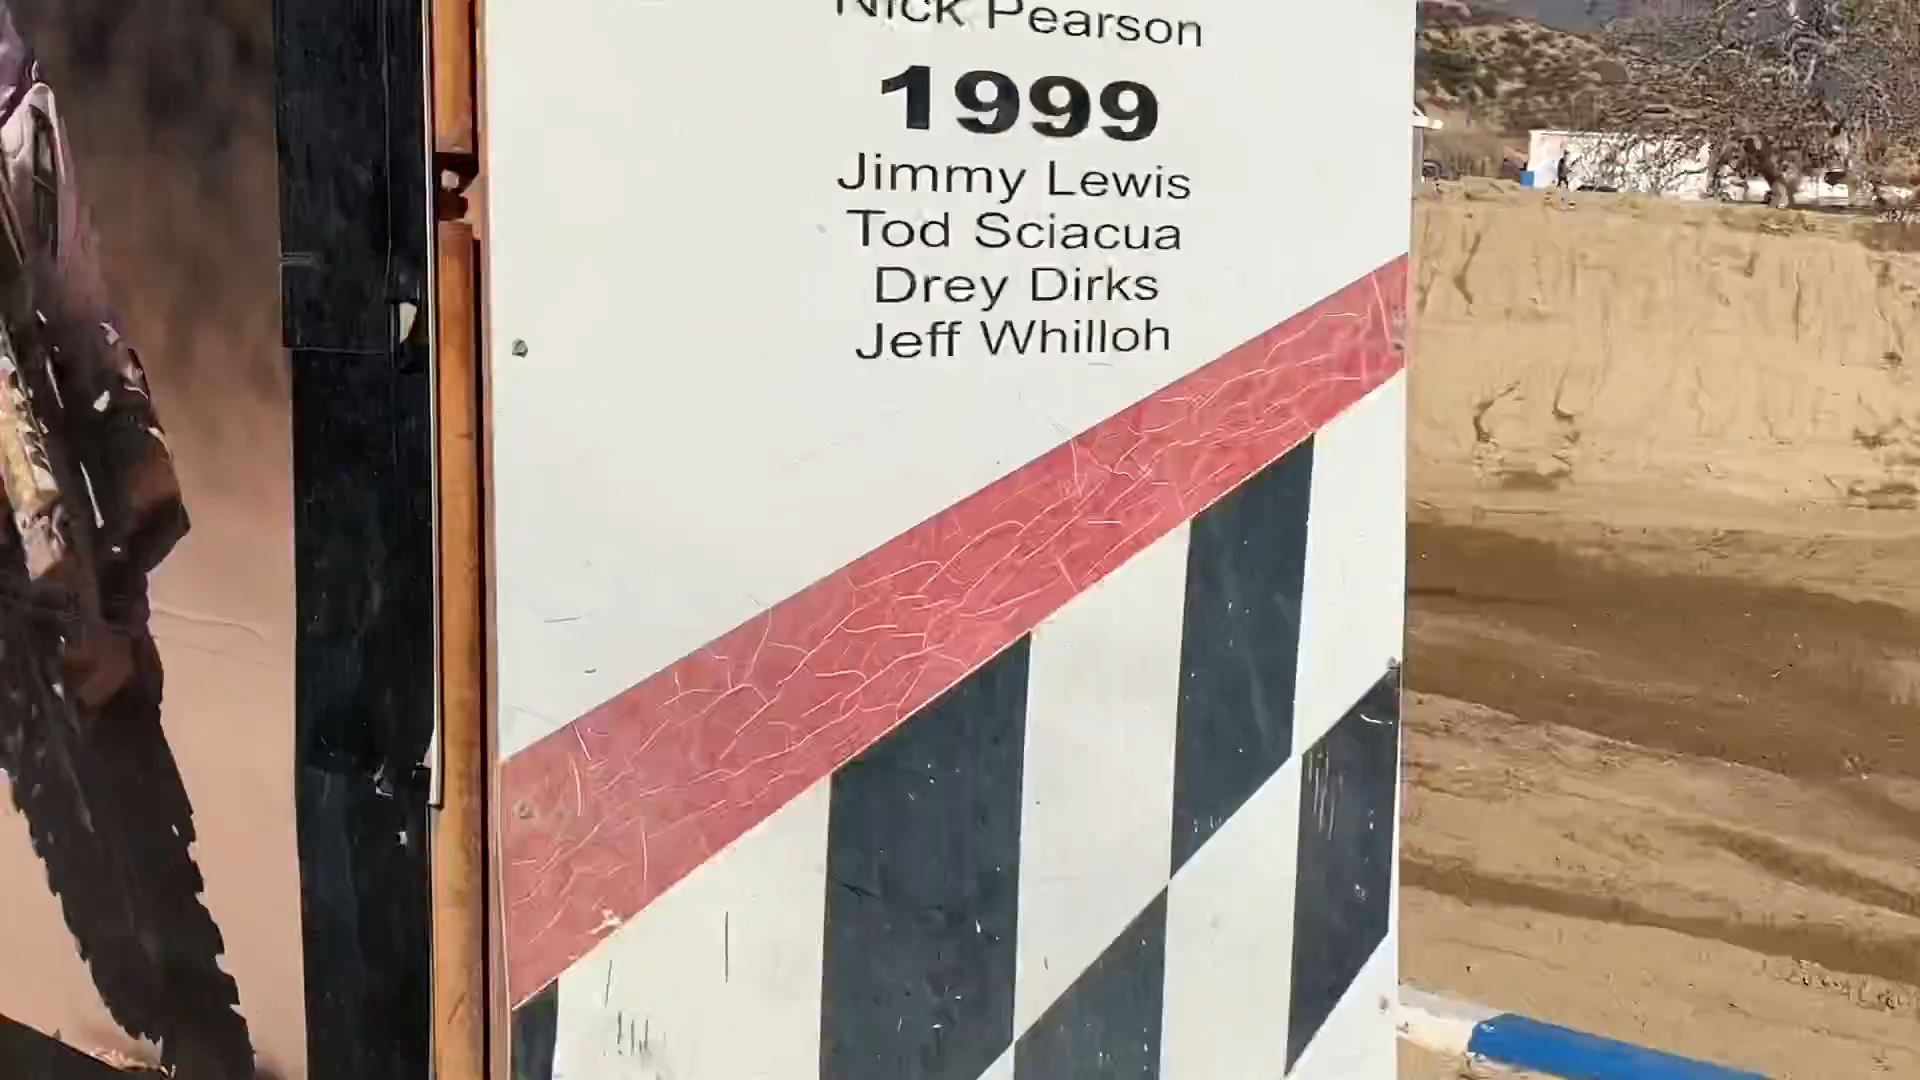 Nick Pearson
1999
Jimmy Lewis
Tod Sciacua
Drey Dirks
Jeff Whilloh